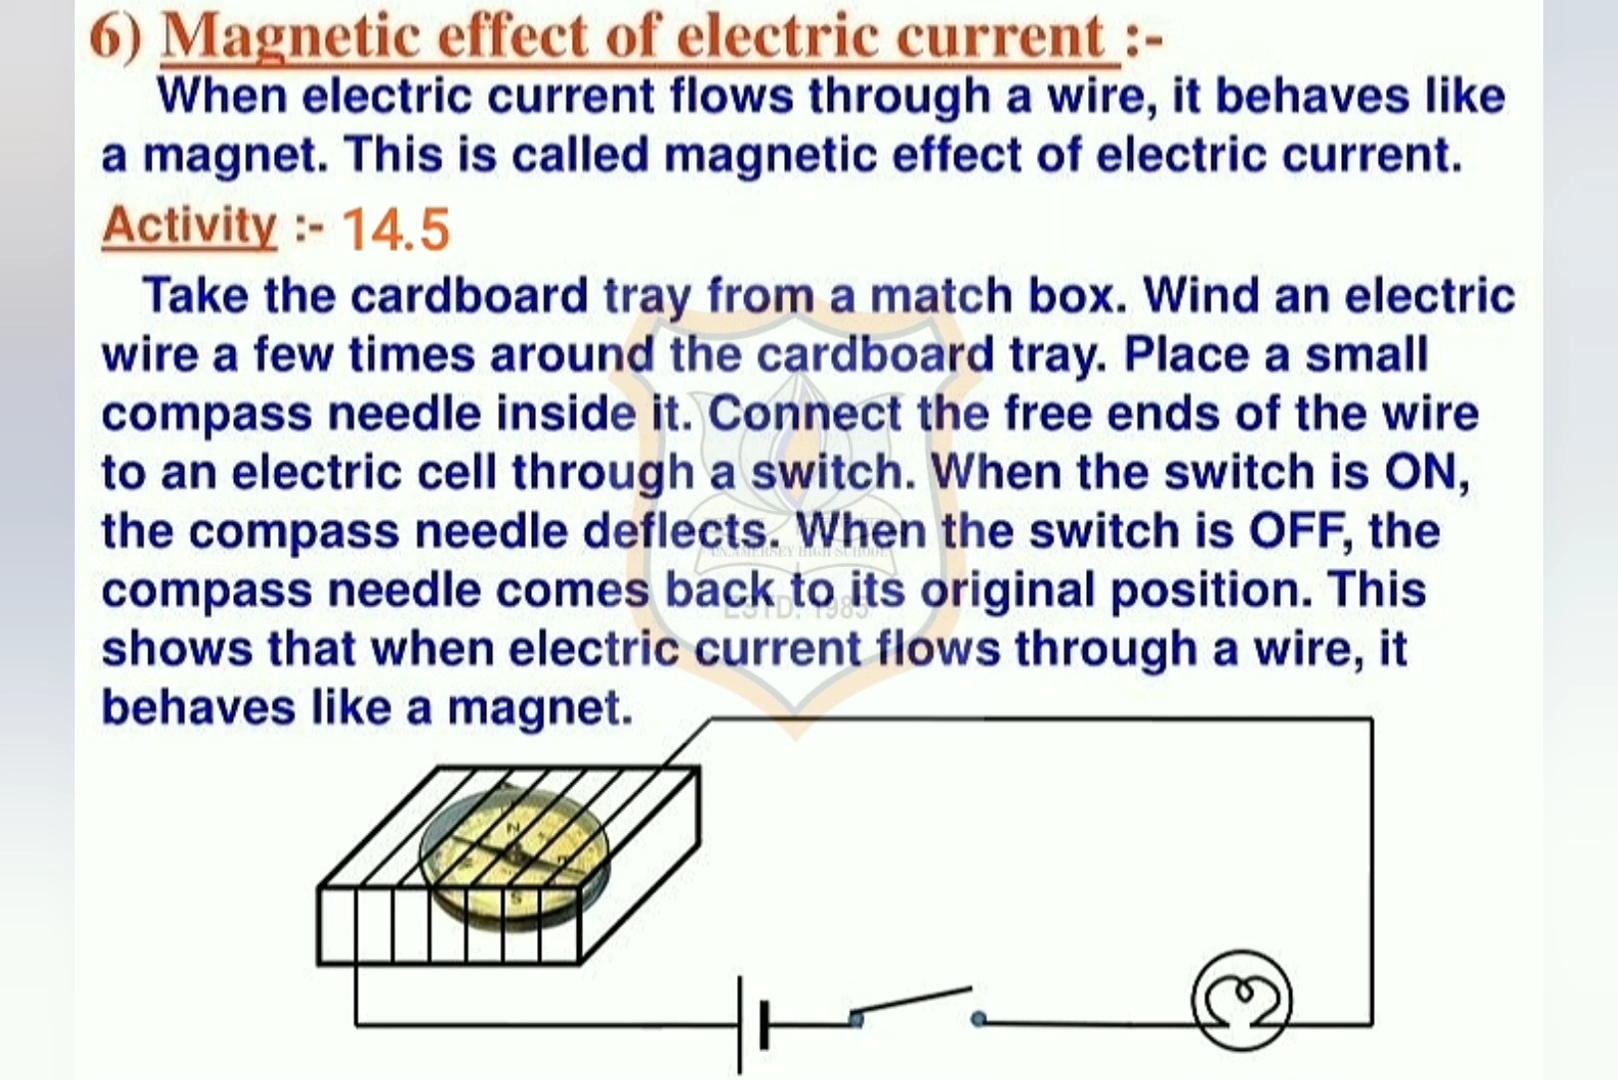 6) Magnetic effect of electric current :-
When electric current flows through a wire, it behaves like
a magnet. This is called magnetic effect of electric current.
Activity :- 14.5
Take the cardboard tray from a match box. Wind an electric
wire a few times around the cardboard tray. Place a small
compass needle inside it. Connect the free ends of the wire
to an electric cell through a switch. When the switch is ON,
the compass needle deflects. When the switch is OFF, the
HIGH SCHOOL
compass needle comes back to its original position. This
ESTD. 1985
shows that when electric current flows through a wire, it
behaves like a magnet.
N
S